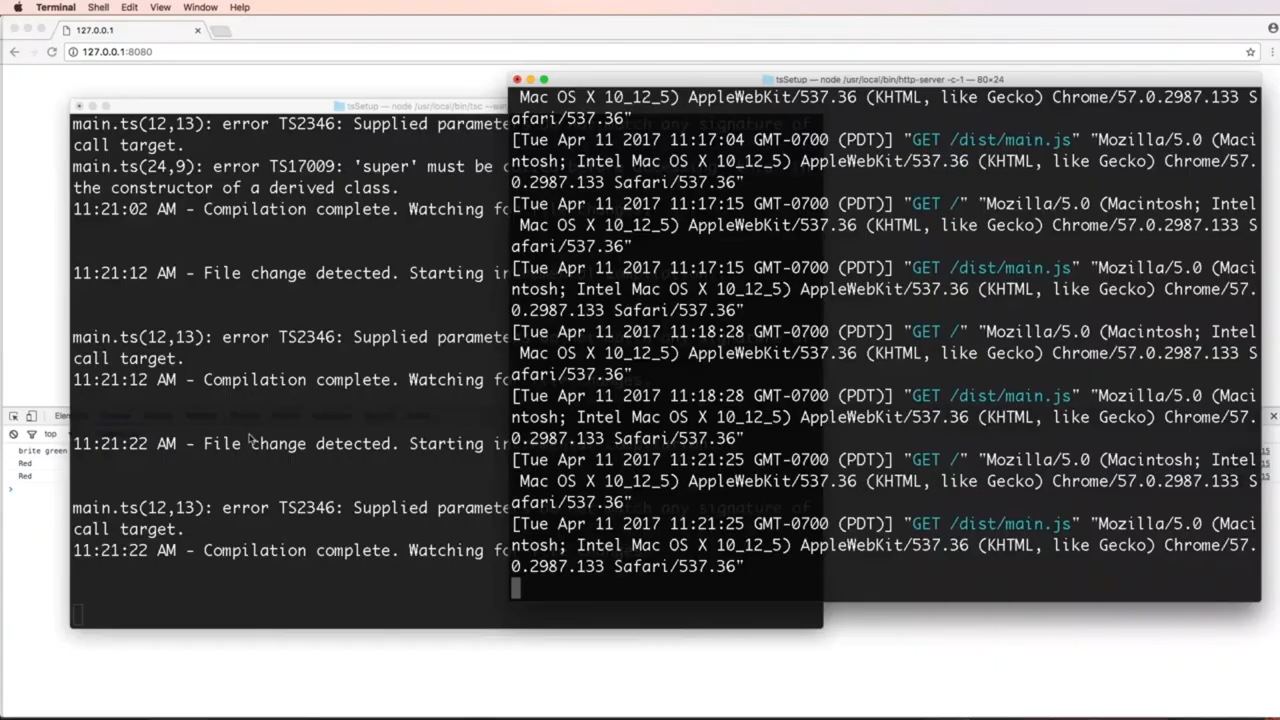 Terminal Shell Edit View Window Help
127.0.0.1
127.0.0.1:8080
tsSetup — node /usr/local/bin/tsc
main.ts(12,13): error TS2346: Supplied paramete
call target.
main.ts(24,9): error TS17009: 'super' must be
the constructor of a derived class.
11:21:02 AM - Compilation complete. Watching fo
11:21:12 AM - File change detected. Starting in
main.ts(12,13): error TS2346: Supplied paramete
call target.
11:21:12 AM - Compilation complete. Watching fo
11:21:22 AM - File change detected. Starting in
main.ts(12,13): error TS2346: Supplied paramete
call target.
11:21:22 AM - Compilation complete. Watching fo
tsSetup — node /usr/local/bin/http-server -c-1 — 80×24
Mac OS X 10_12_5) AppleWebKit/537.36 (KHTML, like Gecko) Chrome/57.0.2987.133 S
afari/537.36"
[Tue Apr 11 2017 11:17:04 GMT-0700 (PDT)] "GET /dist/main.js" "Mozilla/5.0 (Maci
ntosh; Intel Mac OS X 10_12_5) AppleWebKit/537.36 (KHTML, like Gecko) Chrome/57.
0.2987.133 Safari/537.36"
[Tue Apr 11 2017 11:17:15 GMT-0700 (PDT)] "GET /" "Mozilla/5.0 (Macintosh; Intel
Mac OS X 10_12_5) AppleWebKit/537.36 (KHTML, like Gecko) Chrome/57.0.2987.133 S
afari/537.36"
[Tue Apr 11 2017 11:17:15 GMT-0700 (PDT)] "GET /dist/main.js" "Mozilla/5.0 (Maci
ntosh; Intel Mac OS X 10_12_5) AppleWebKit/537.36 (KHTML, like Gecko) Chrome/57.
0.2987.133 Safari/537.36"
[Tue Apr 11 2017 11:18:28 GMT-0700 (PDT)] "GET /" "Mozilla/5.0 (Macintosh; Intel
Mac OS X 10_12_5) AppleWebKit/537.36 (KHTML, like Gecko) Chrome/57.0.2987.133 S
afari/537.36"
[Tue Apr 11 2017 11:18:28 GMT-0700 (PDT)] "GET /dist/main.js" "Mozilla/5.0 (Maci
ntosh; Intel Mac OS X 10_12_5) AppleWebKit/537.36 (KHTML, like Gecko) Chrome/57.
0.2987.133 Safari/537.36"
[Tue Apr 11 2017 11:21:25 GMT-0700 (PDT)] "GET /" "Mozilla/5.0 (Macintosh; Intel
Mac OS X 10_12_5) AppleWebKit/537.36 (KHTML, like Gecko) Chrome/57.0.2987.133 S
afari/537.36"
[Tue Apr 11 2017 11:21:25 GMT-0700 (PDT)] "GET /dist/main.js" "Mozilla/5.0 (Maci
ntosh; Intel Mac OS X 10_12_5) AppleWebKit/537.36 (KHTML, like Gecko) Chrome/57.
0.2987.133 Safari/537.36"
Elem
top
brite green
Red
Red